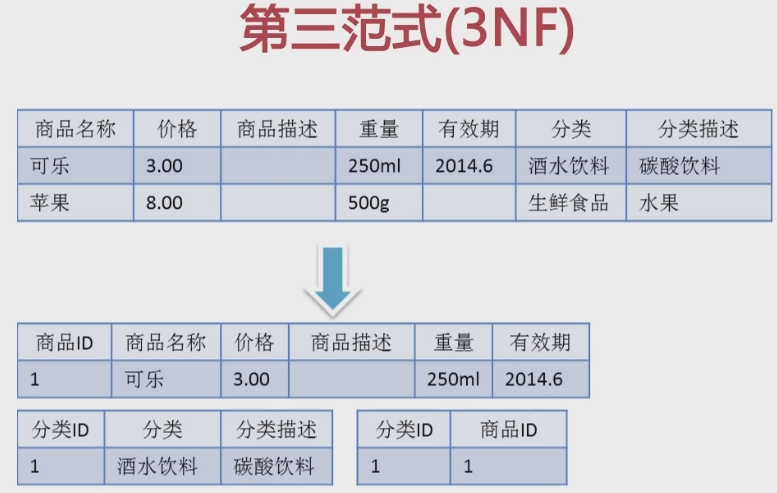 第三范式(3NF)
商品名称 价格 商品描述 重量 有效期 分类 分类描述
可乐 3.00 250ml 2014.6 酒水饮料 碳酸饮料
苹果 8.00 500g 生鲜食品 水果
商品ID 商品名称 价格 商品描述 重量 有效期
1 可乐 3.00 250ml 2014.6
分类ID 分类 分类描述
1 酒水饮料 碳酸饮料
分类ID 商品ID
1 1